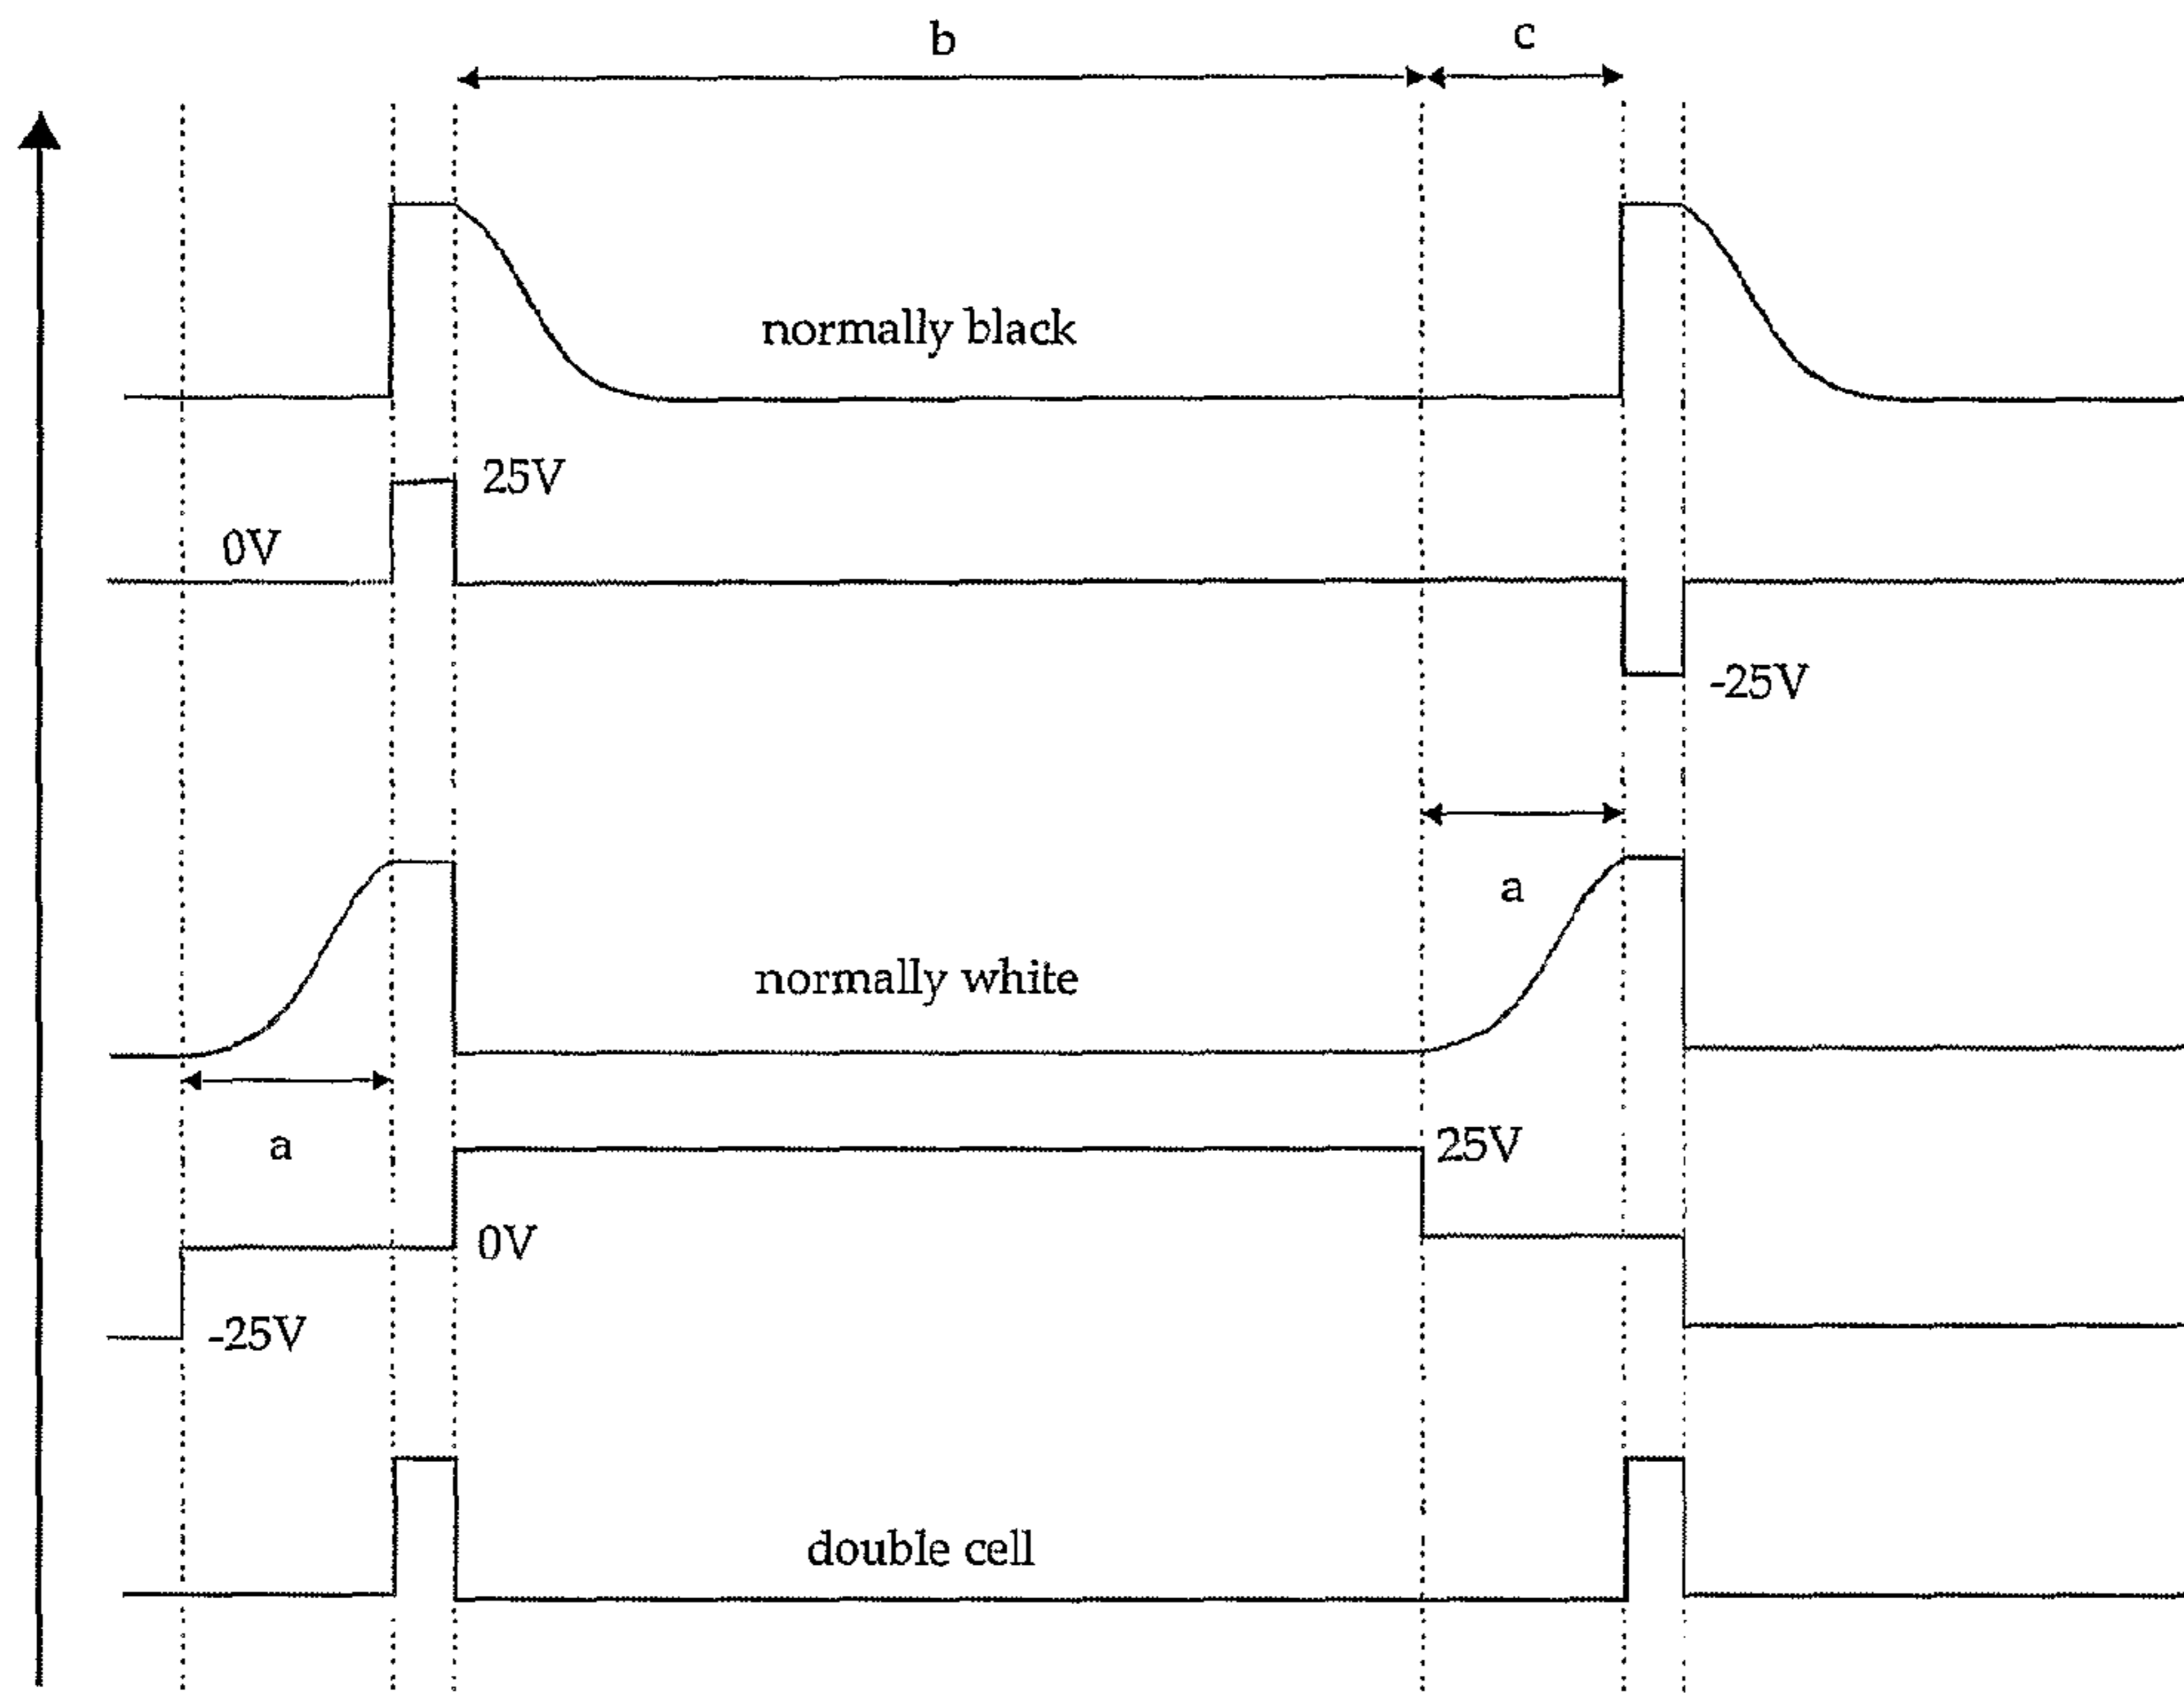 b
c
normally black
25V
0V
-25V
a
normally white
a
25V
0V
-25V
double cell